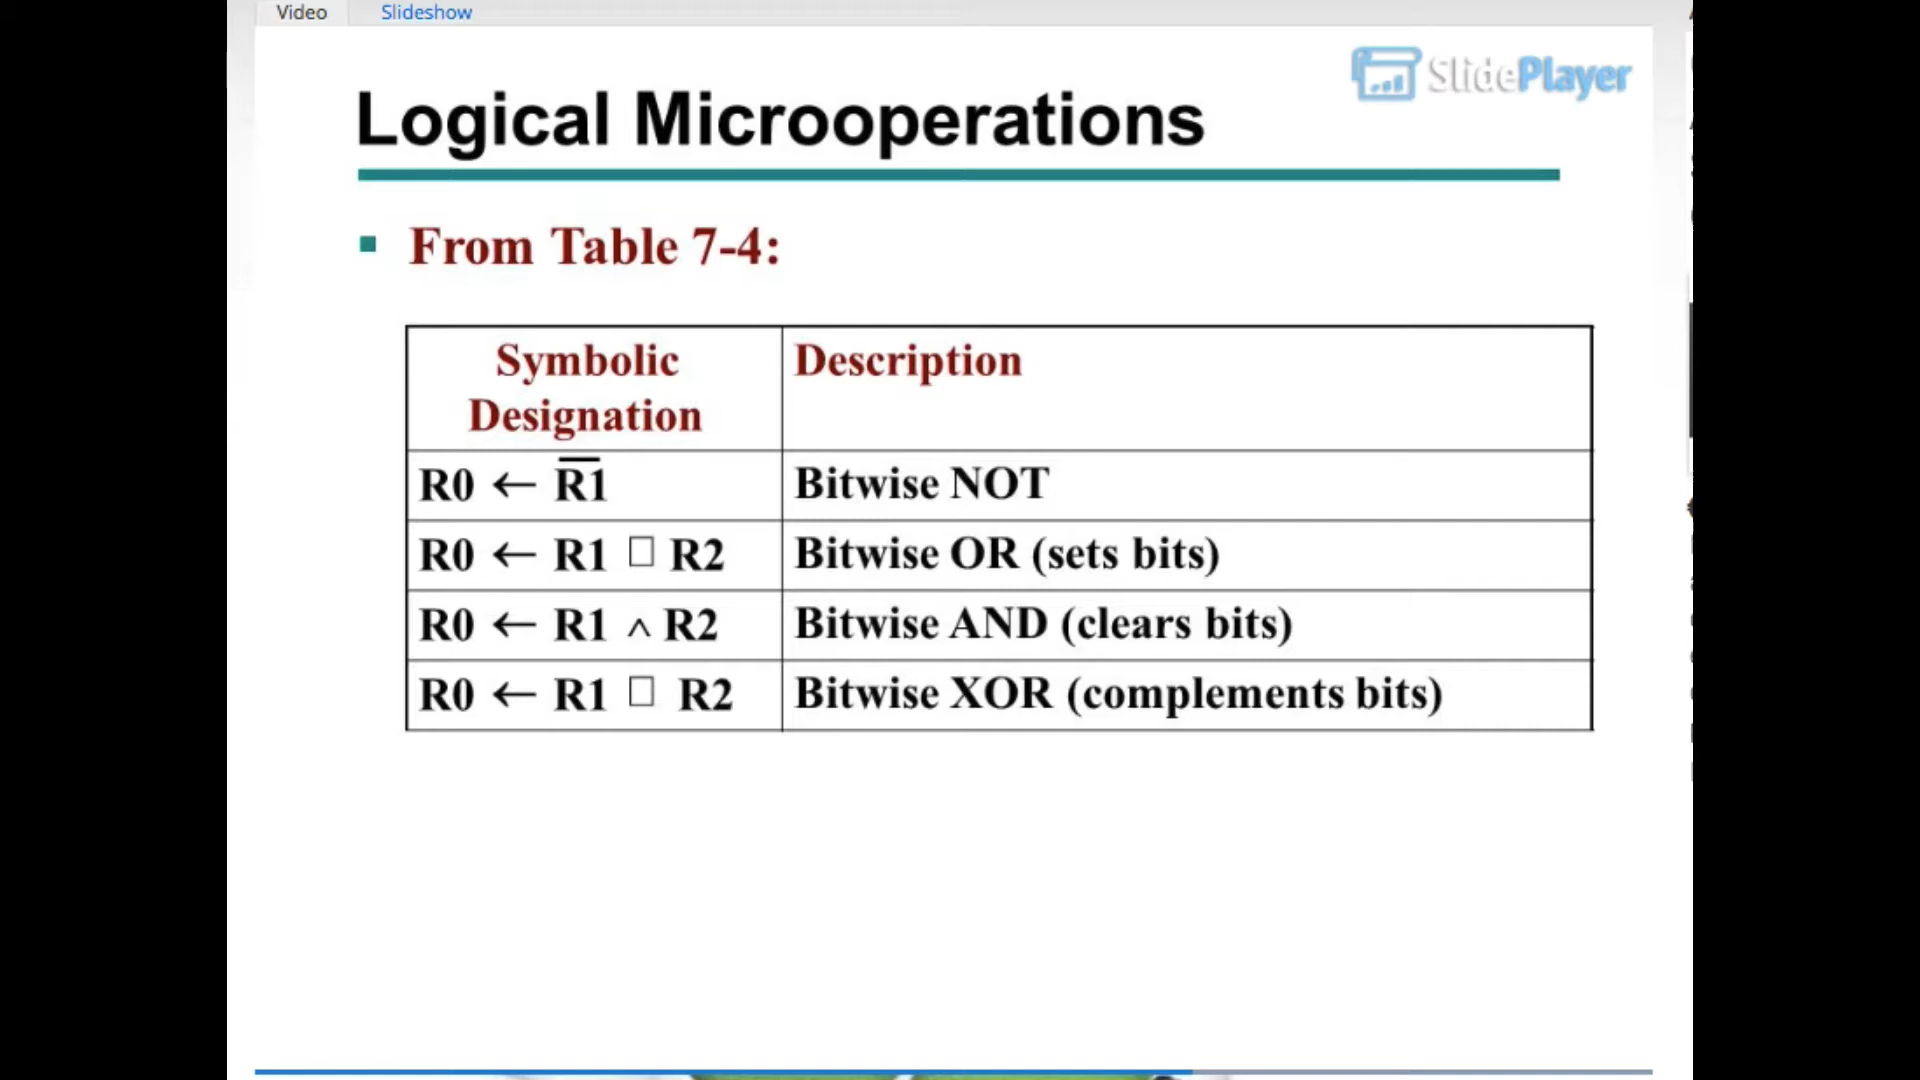 Video Slideshow
SlidePlayer
Logical Microoperations
▪ From Table 7-4:
Symbolic Designation Description
R0 ← R̅1̅ Bitwise NOT
R0 ← R1 □ R2 Bitwise OR (sets bits)
R0 ← R1 ∧ R2 Bitwise AND (clears bits)
R0 ← R1 □ R2 Bitwise XOR (complements bits)